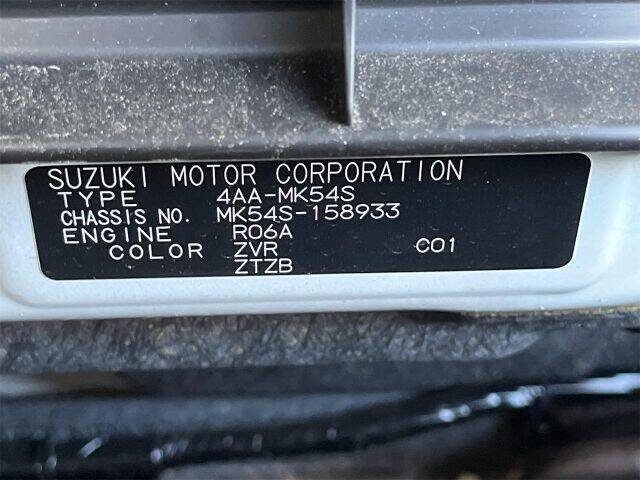 SUZUKI MOTOR CORPORATION
TYPE 4AA-MK54S
CHASSIS NO. MK54S-158933
ENGINE R06A
COLOR ZVR C01
ZTZB